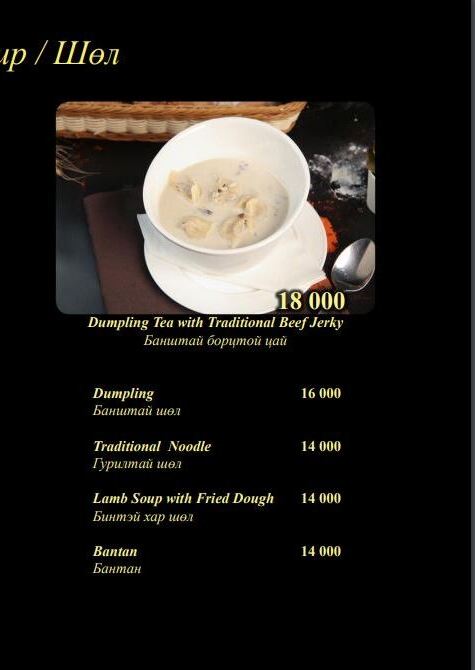 up / Шөл
18 000
Dumpling Tea with Traditional Beef Jerky
Банштай борцтой цай
Dumpling 16 000
Банштай шөл
Traditional Noodle 14 000
Гурилтай шөл
Lamb Soup with Fried Dough 14 000
Бинтэй хар шөл
Bantan 14 000
Бантан